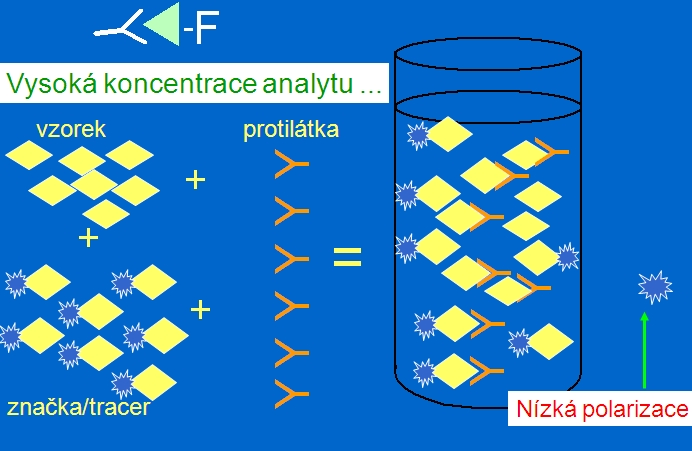 -F
Vysoká koncentrace analytu ...
vzorek
protilátka
+
+
=
+
+
značka/tracer
Nízká polarizace